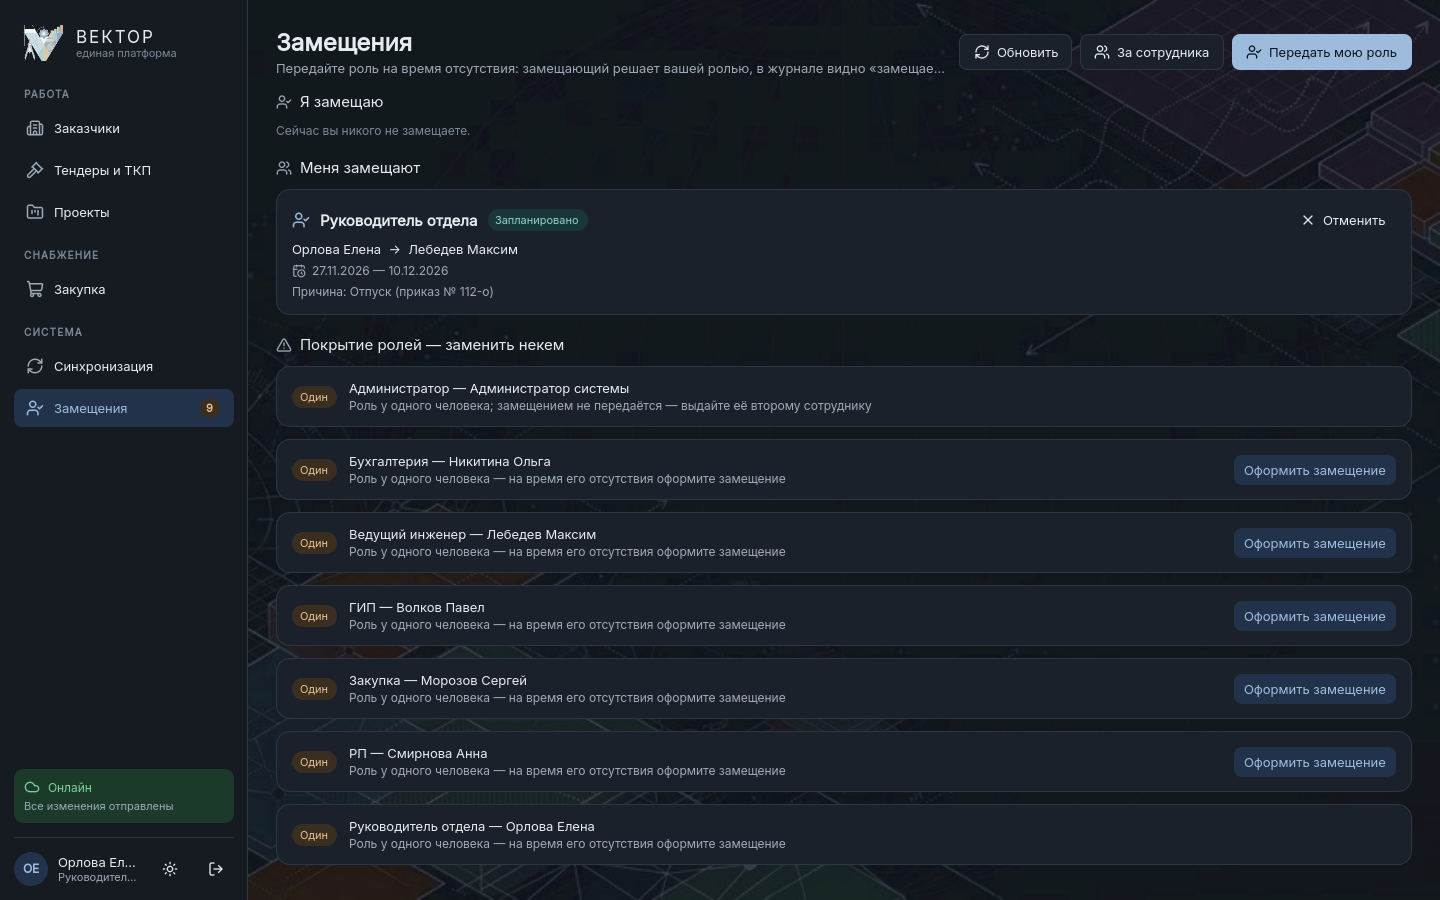 ВЕКТОР
единая платформа
РАБОТА
Заказчики
Тендеры и ТКП
Проекты
СНАБЖЕНИЕ
Закупка
СИСТЕМА
Синхронизация
Замещения 9
Онлайн
Все изменения отправлены
ОЕ
Орлова Ел...
Руководител...
Замещения
Передайте роль на время отсутствия: замещающий решает вашей ролью, в журнале видно «замещае...
Обновить
За сотрудника
Передать мою роль
Я замещаю
Сейчас вы никого не замещаете.
Меня замещают
Руководитель отдела Запланировано
Отменить
Орлова Елена → Лебедев Максим
27.11.2026 — 10.12.2026
Причина: Отпуск (приказ № 112-о)
Покрытие ролей — заменить некем
Один
Администратор — Администратор системы
Роль у одного человека; замещением не передаётся — выдайте её второму сотруднику
Один
Бухгалтерия — Никитина Ольга
Роль у одного человека — на время его отсутствия оформите замещение
Оформить замещение
Один
Ведущий инженер — Лебедев Максим
Роль у одного человека — на время его отсутствия оформите замещение
Оформить замещение
Один
ГИП — Волков Павел
Роль у одного человека — на время его отсутствия оформите замещение
Оформить замещение
Один
Закупка — Морозов Сергей
Роль у одного человека — на время его отсутствия оформите замещение
Оформить замещение
Один
РП — Смирнова Анна
Роль у одного человека — на время его отсутствия оформите замещение
Оформить замещение
Один
Руководитель отдела — Орлова Елена
Роль у одного человека — на время его отсутствия оформите замещение